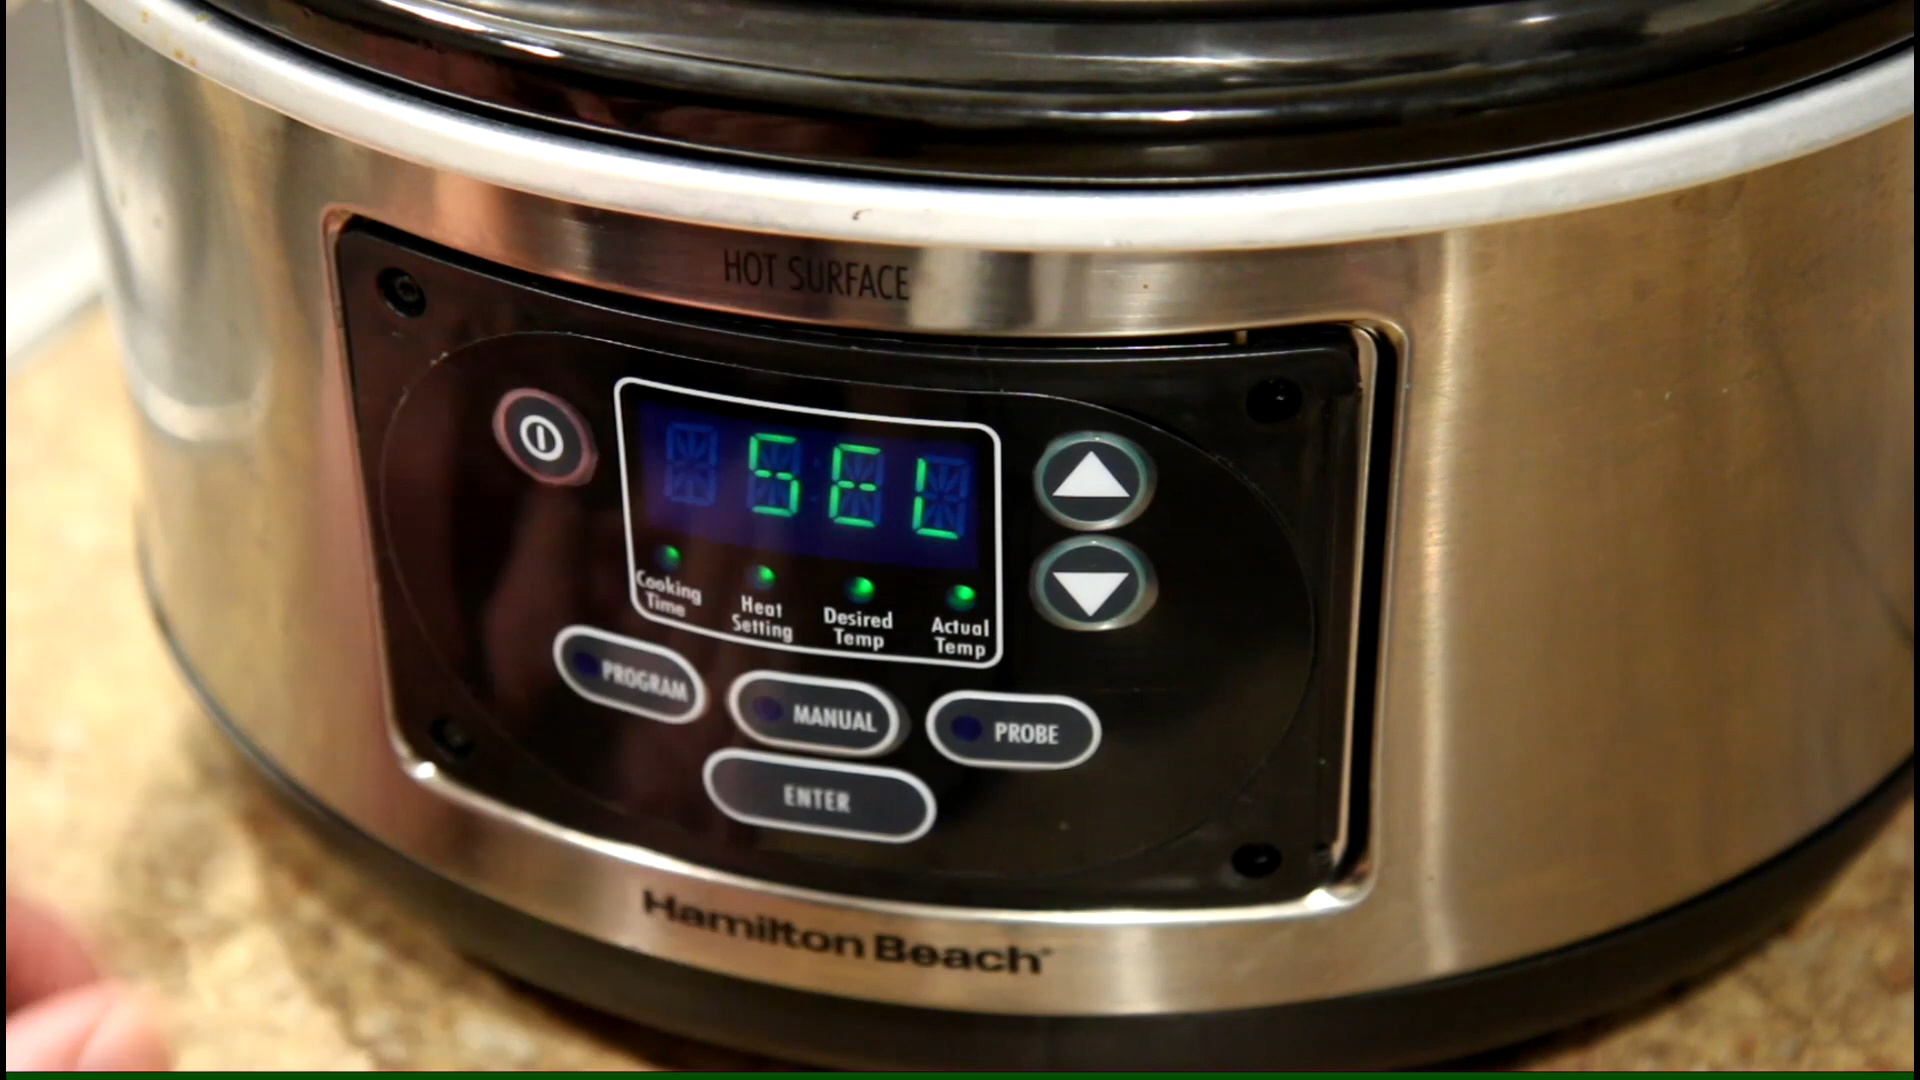 HOT SURFACE
SEL
Cooking
Time
Heat
Setting
Desired
Temp
Actual
Temp
PROGRAM
MANUAL
PROBE
ENTER
Hamilton Beach